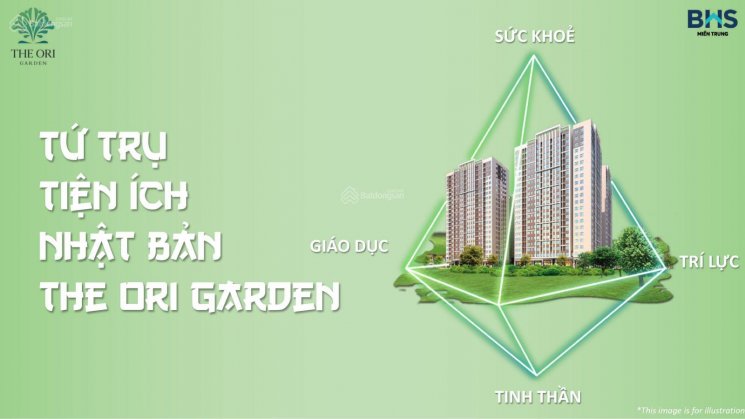 THE ORI
GARDEN
BHS
MIỀN TRUNG
SỨC KHOẺ
TỨ TRỤ
TIỆN ÍCH
NHẬT BẢN
THE ORI GARDEN
Batdongsan
GIÁO DỤC
TRÍ LỰC
TINH THẦN
*This image is for illustration